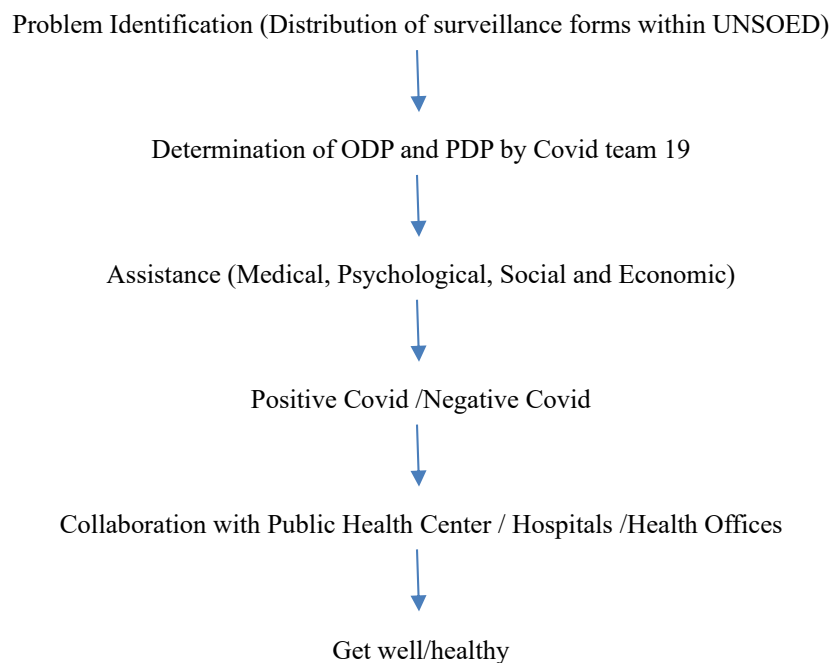 Problem Identification (Distribution of surveillance forms within UNSOED)
Determination of ODP and PDP by Covid team 19
Assistance (Medical, Psychological, Social and Economic)
Positive Covid /Negative Covid
Collaboration with Public Health Center / Hospitals /Health Offices
Get well/healthy